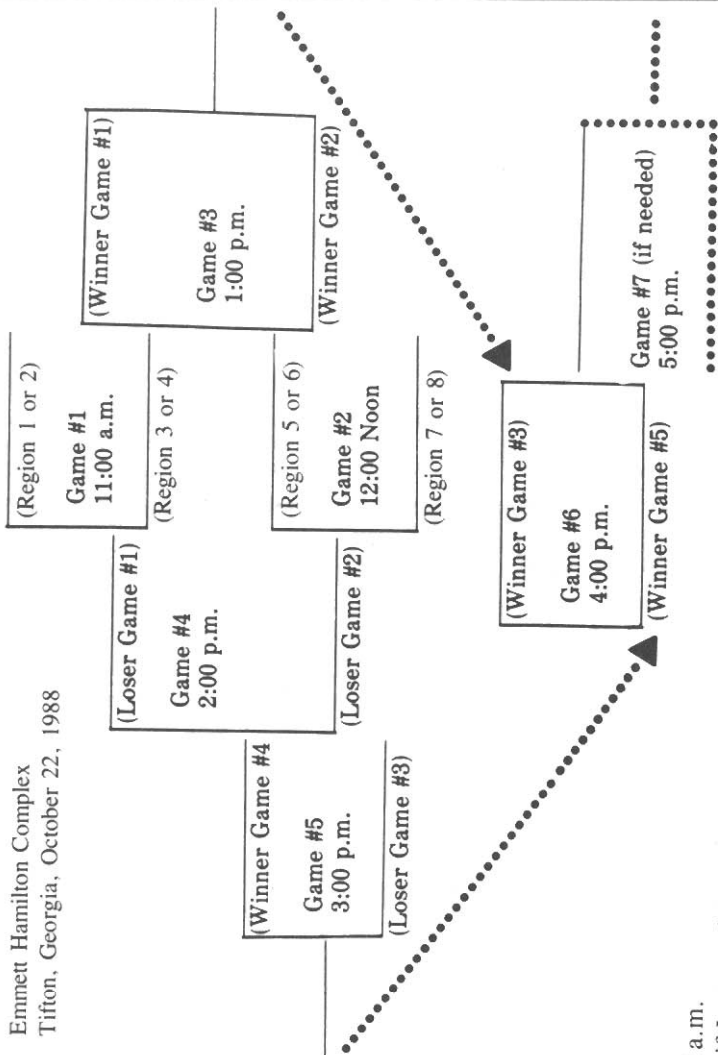 Emmett Hamilton Complex
Tifton, Georgia, October 22, 1988
(Region 1 or 2)
Game #1
11:00 a.m.
(Region 3 or 4)
(Region 5 or 6)
Game #2
12:00 Noon
(Region 7 or 8)
(Winner Game #1)
Game #3
1:00 p.m.
(Winner Game #2)
(Loser Game #1)
Game #4
2:00 p.m.
(Loser Game #2)
(Winner Game #4
Game #5
3:00 p.m.
(Loser Game #3)
(Winner Game #3)
Game #6
4:00 p.m.
(Winner Game #5)
Game #7 (if needed)
5:00 p.m.
a.m.